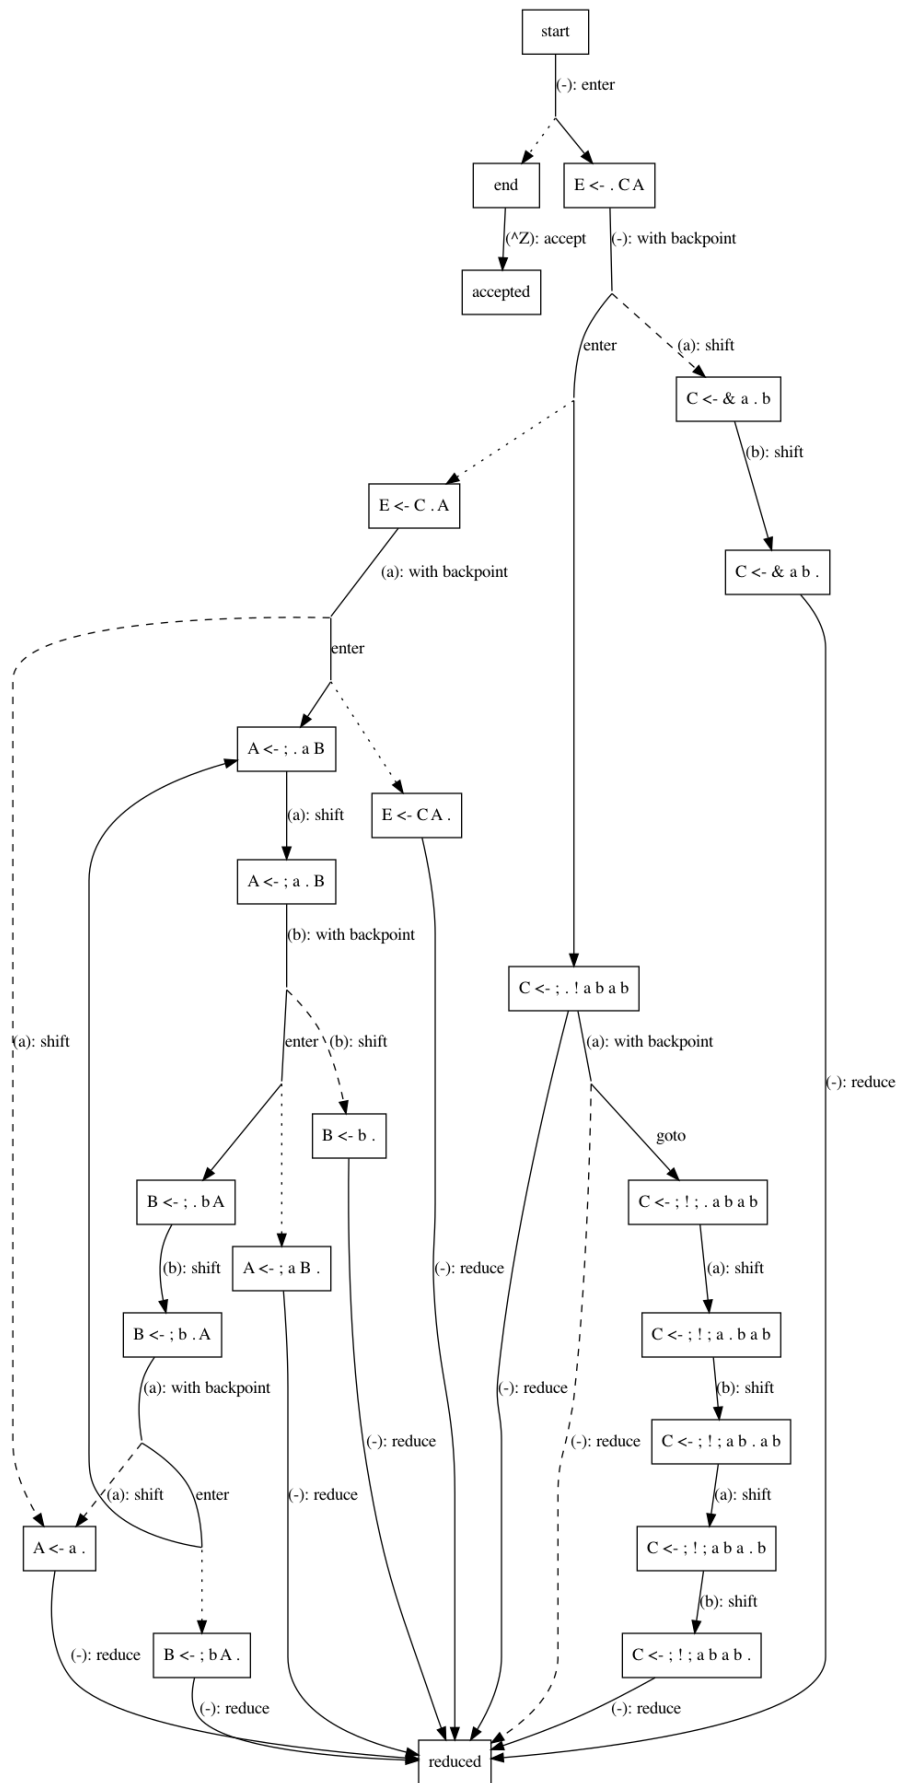 start
(-): enter
end
E <- . C A
(^Z): accept
(-): with backpoint
accepted
enter
(a): shift
C <- & a . b
(b): shift
E <- C . A
C <- & a b .
(a): with backpoint
enter
A <- ; . a B
E <- C A .
(a): shift
A <- ; a . B
(b): with backpoint
C <- ; . ! a b a b
(a): shift
enter
(b): shift
(a): with backpoint
(-): reduce
B <- b .
goto
B <- ; . b A
C <- ; ! ; . a b a b
(b): shift
A <- ; a B .
(-): reduce
(a): shift
B <- ; b . A
C <- ; ! ; a . b a b
(a): with backpoint
(-): reduce
(b): shift
(-): reduce
(-): reduce
C <- ; ! ; a b . a b
(a): shift
enter
(-): reduce
(a): shift
A <- a .
C <- ; ! ; a b a . b
(b): shift
(-): reduce
B <- ; b A .
C <- ; ! ; a b a b .
(-): reduce
(-): reduce
reduced